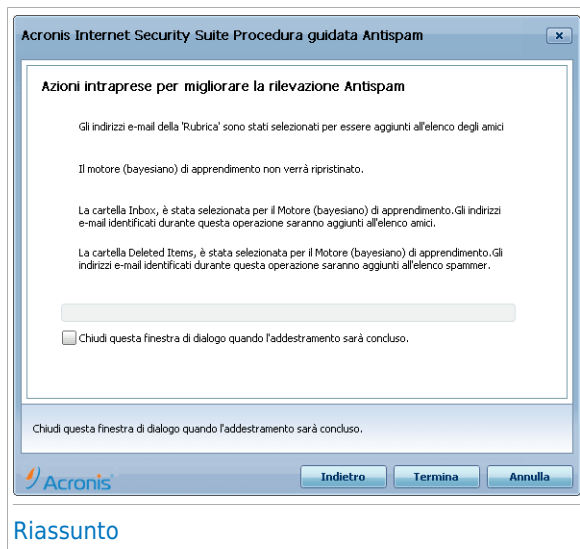 Acronis Internet Security Suite Procedura guidata Antispam
Azioni intraprese per migliorare la rilevazione Antispam
Gli indirizzi e-mail della 'Rubrica' sono stati selezionati per essere aggiunti all'elenco degli amici
Il motore (bayesiano) di apprendimento non verrà ripristinato.
La cartella Inbox, è stata selezionata per il Motore (bayesiano) di apprendimento.Gli indirizzi
e-mail identificati durante questa operazione saranno aggiunti all'elenco amici.
La cartella Deleted Items, è stata selezionata per il Motore (bayesiano) di apprendimento.Gli
indirizzi e-mail identificati durante questa operazione saranno aggiunti all'elenco spammer.
Chiudi questa finestra di dialogo quando l'addestramento sarà concluso.
Chiudi questa finestra di dialogo quando l'addestramento sarà concluso.
Acronis
Indietro Termina Annulla
Riassunto